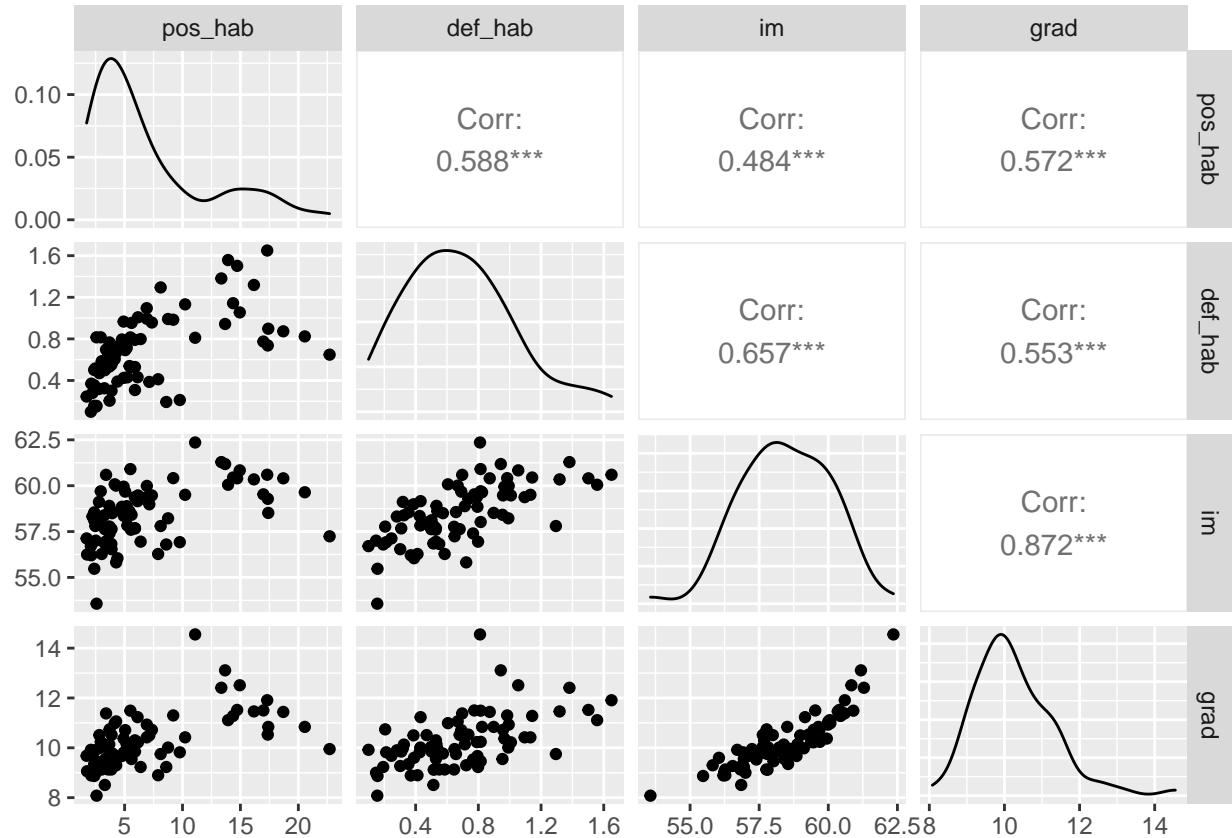 pos_hab
def_hab
im
grad
0.10
0.05
0.00
Corr:
0.588***
Corr:
0.484***
Corr:
0.572***
pos_hab
1.6
1.2
0.8
0.4
Corr:
0.657***
Corr:
0.553***
def_hab
62.5
60.0
57.5
55.0
Corr:
0.872***
im
14
12
10
8
grad
5 10 15 20
0.4 0.8 1.2 1.6
55.0 57.5 60.0 62.5
8 10 12 14